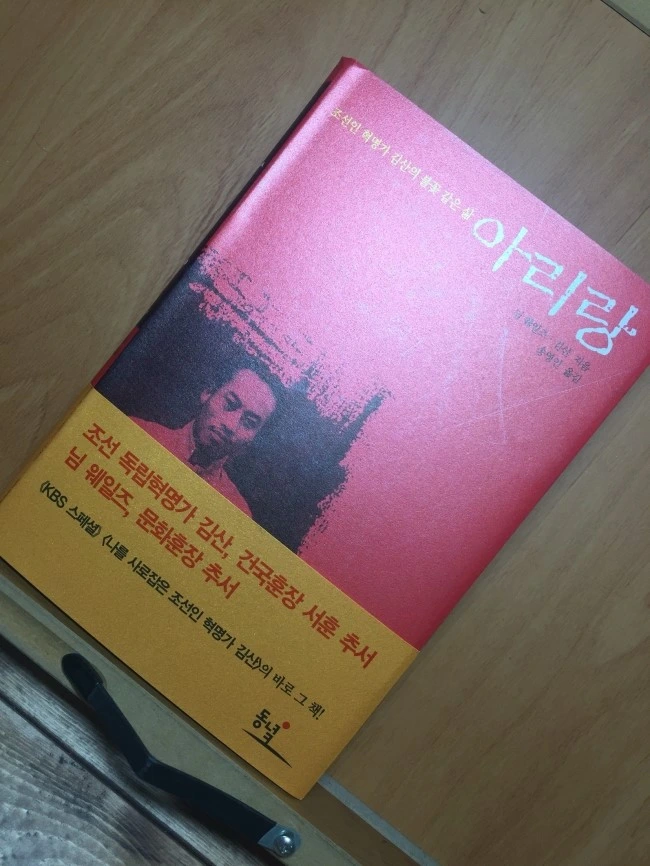 조선인 혁명가 김산의 불꽃 같은 삶
아리랑
님 웨일즈·김산 지음
송영인 옮김
조선 독립혁명가 김산, 건국훈장 서훈 추서
님 웨일즈, 문화훈장 추서
〈KBS 스페셜〉 〈나를 사로잡은 조선인 혁명가 김산〉의 바로 그 책!
동녘